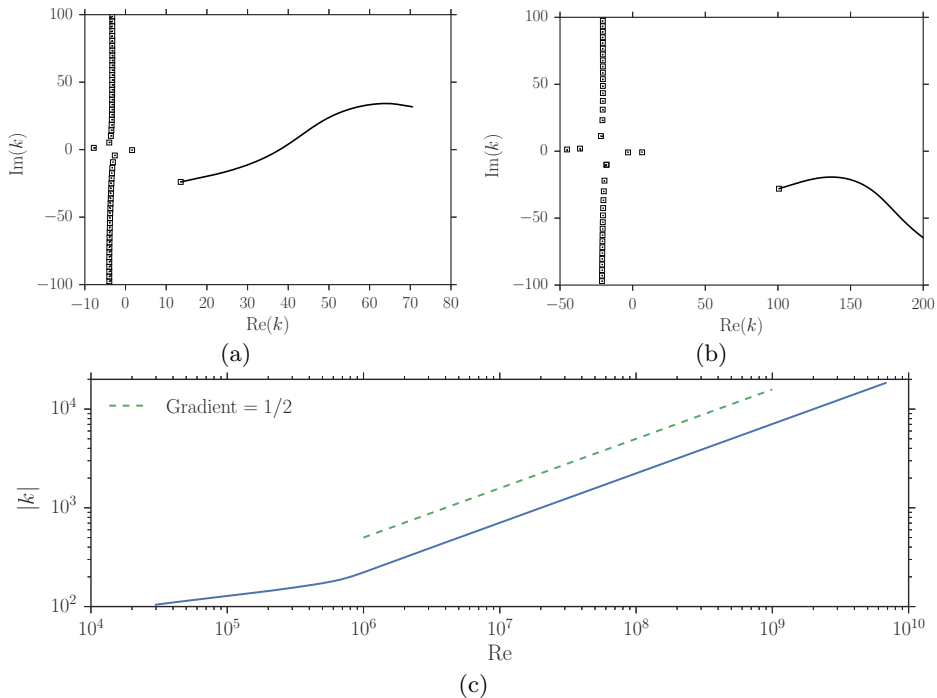 100
50
0
−50
−100
Im(k)
−10 0 10 20 30 40 50 60 70 80
Re(k)
(a)
100
50
0
−50
−100
Im(k)
−50 0 50 100 150 200
Re(k)
(b)
Gradient = 1/2
10^4
10^3
10^2
|k|
10^4 10^5 10^6 10^7 10^8 10^9 10^10
Re
(c)